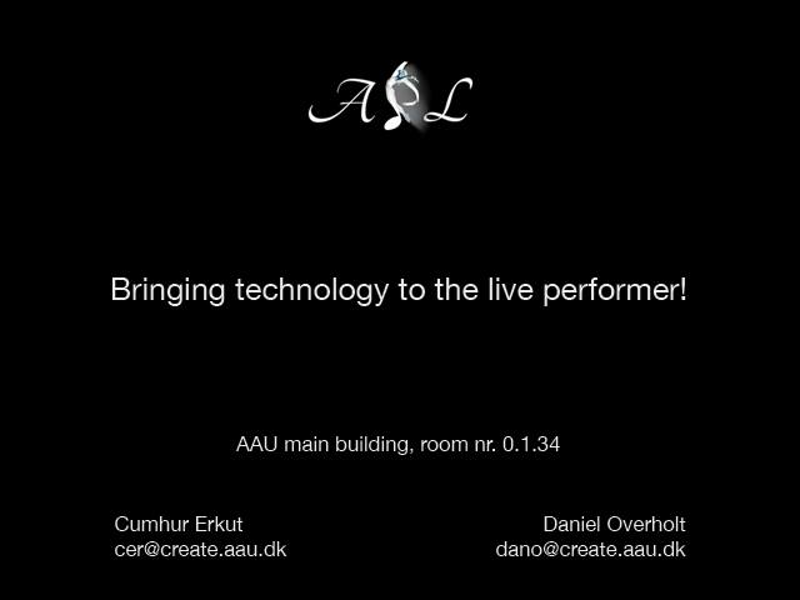 APL
Bringing technology to the live performer!
AAU main building, room nr. 0.1.34
Cumhur Erkut
cer@create.aau.dk
Daniel Overholt
dano@create.aau.dk